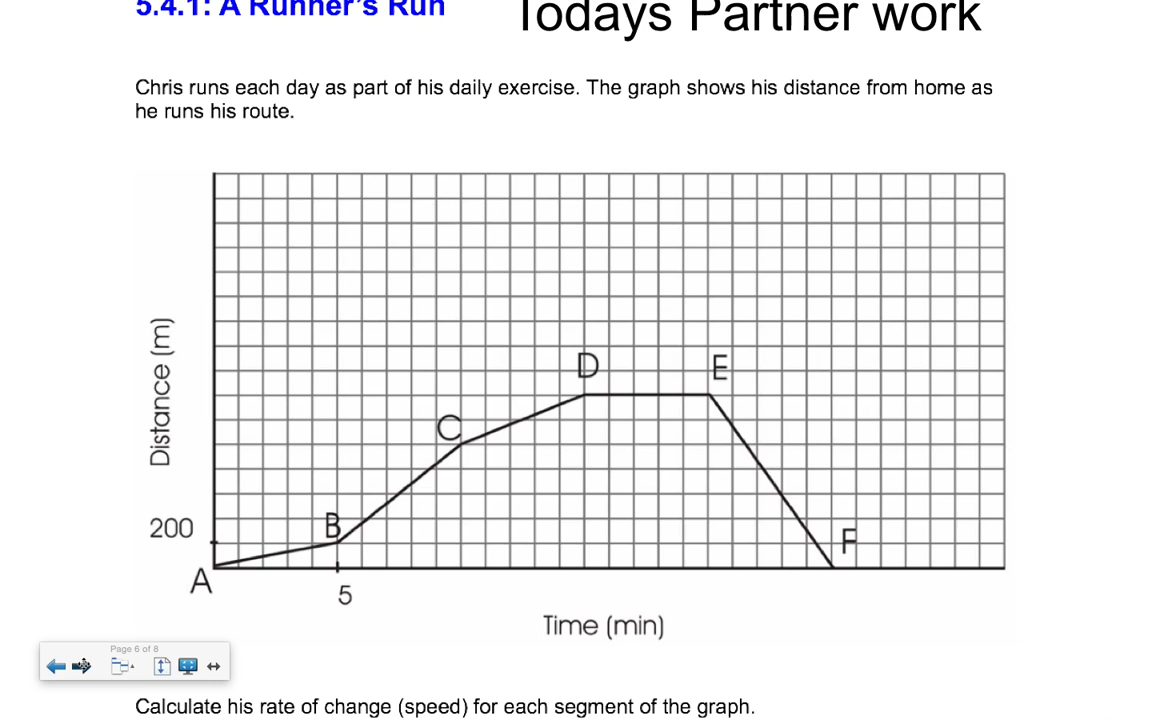 5.4.1: A Runner's Run
Todays Partner work
Chris runs each day as part of his daily exercise. The graph shows his distance from home as
he runs his route.
D
E
C
Distance (m)
200
B
F
A
5
Time (min)
Page 6 of 8
Calculate his rate of change (speed) for each segment of the graph.